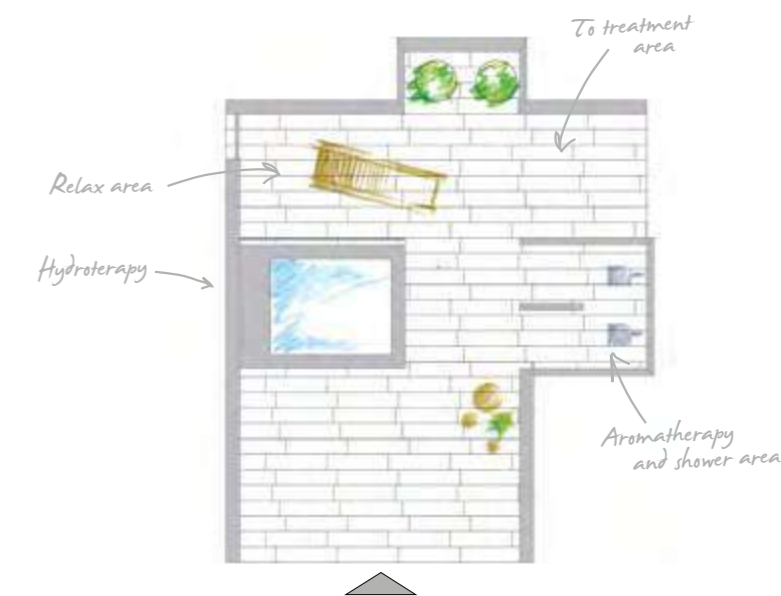 To treatment
area
Relax area
Hydroterapy
Aromatherapy
and shower area